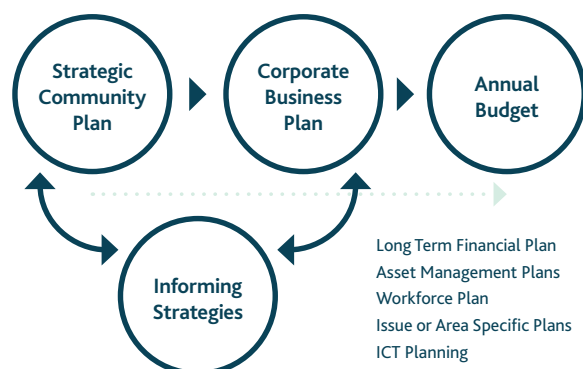 Strategic
Community
Plan
Corporate
Business
Plan
Annual
Budget
Informing
Strategies
Long Term Financial Plan
Asset Management Plans
Workforce Plan
Issue or Area Specific Plans
ICT Planning